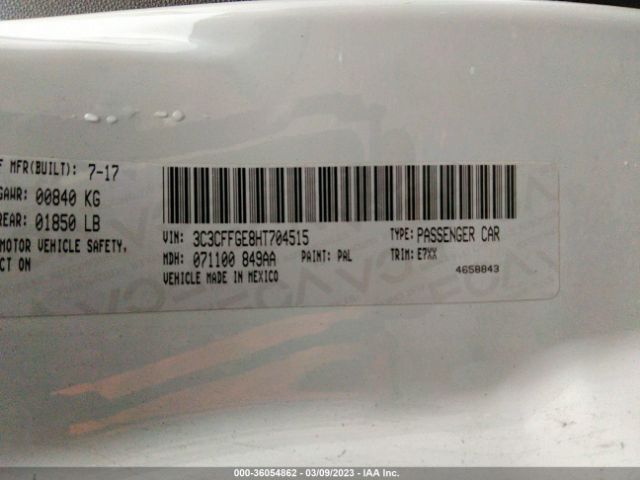 F MFR(BUILT): 7-17
GAWR: 00840 KG
REAR: 01850 LB
MOTOR VEHICLE SAFETY,
CT ON
VIN: 3C3CFFGE8HT704515
TYPE: PASSENGER CAR
MDH: 071100 849AA
PAINT: PAL
TRIM: E7XX
VEHICLE MADE IN MEXICO
4658843
000-36054862 - 03/09/2023 - IAA Inc.